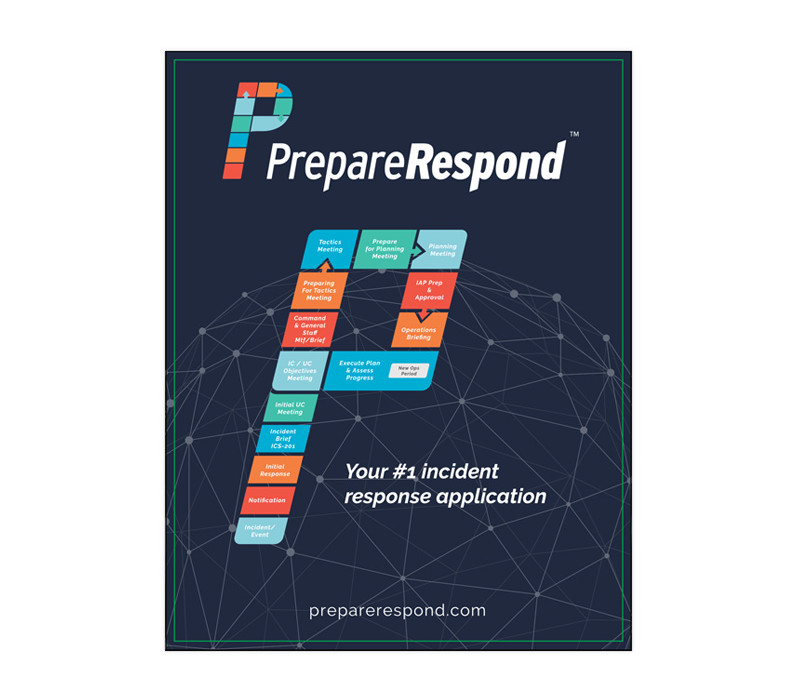 PrepareRespond™
Tactics
Meeting
Prepare
for Planning
Meeting
Planning
Meeting
Preparing
For Tactics
Meeting
IAP Prep
&
Approval
Command
& General
Staff
Mtf/Brief
Operations
Briefing
IC / UC
Objectives
Meeting
Execute Plan
& Assess
Progress
New Ops
Period
Initial UC
Meeting
Incident
Brief
ICS-201
Initial
Response
Notification
Incident/
Event
Your #1 incident
response application
preparerespond.com